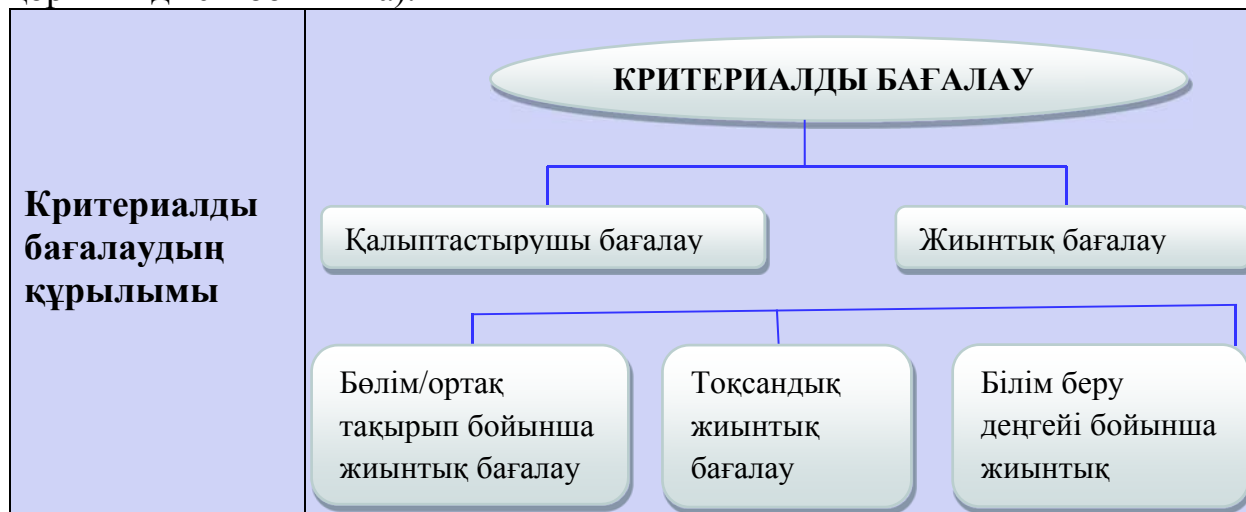 Критериалды
бағалаудың
құрылымы
КРИТЕРИАЛДЫ БАҒАЛАУ
Қалыптастырушы бағалау
Жиынтық бағалау
Бөлім/ортақ
тақырып бойынша
жиынтық бағалау
Тоқсандық
жиынтық
бағалау
Білім беру
деңгейі бойынша
жиынтық